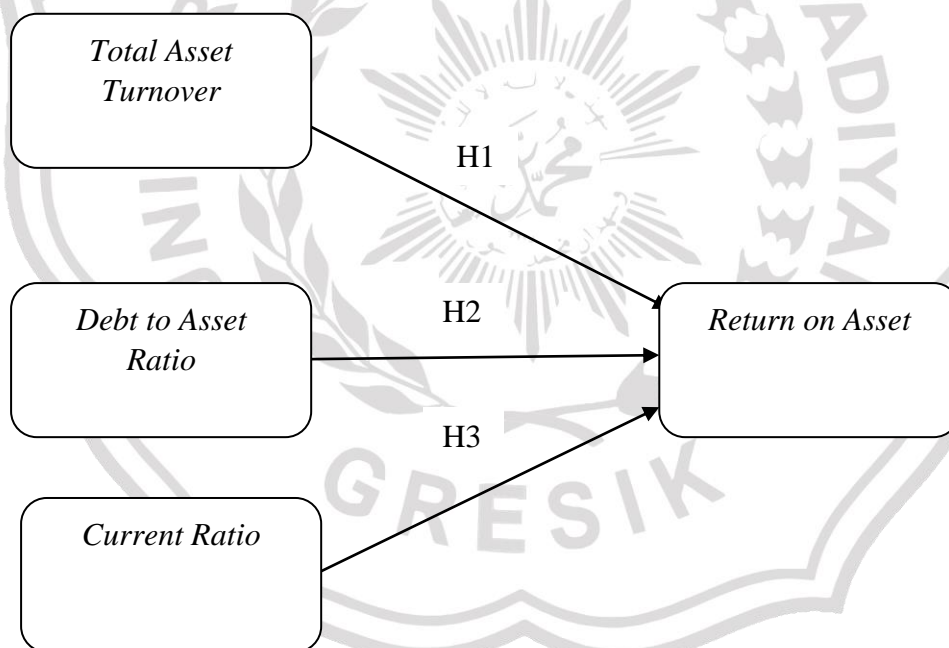 Total Asset
Turnover
H1
Debt to Asset
Ratio
H2
Return on Asset
H3
Current Ratio
GRESIK